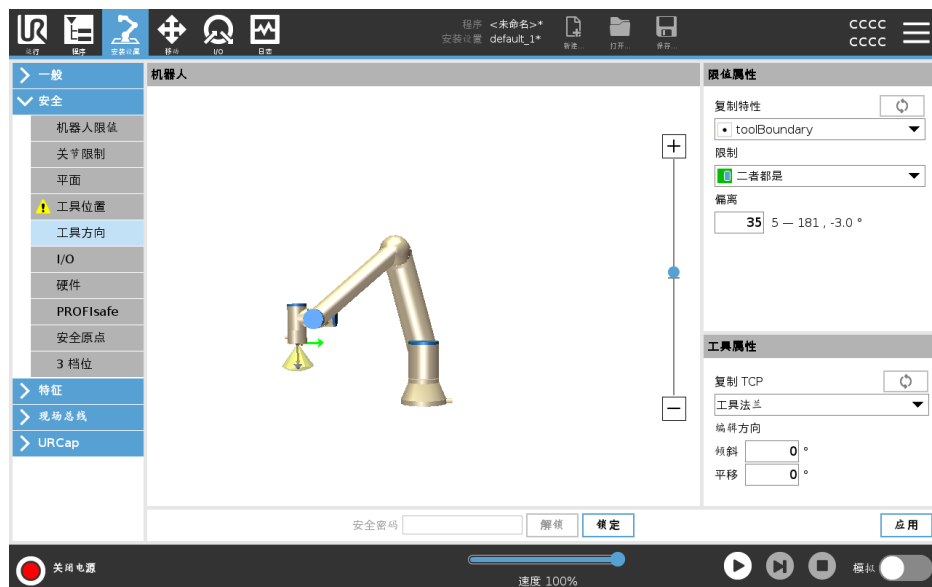 UR
程序 <未命名>*
安装设置 default_1*
CCCC
CCCC
运行 程序 安装设置 移动 I/O 日志 新建... 打开... 保存...
一般
安全
机器人限值
关节限制
平面
工具位置
工具方向
I/O
硬件
PROFIsafe
安全原点
3 档位
特征
现场总线
URCap
机器人
+
−
限值属性
复制特性
toolBoundary
限制
二者都是
偏离
35 5 — 181 , -3.0 °
工具属性
复制 TCP
工具法兰
编辑方向
倾斜 0 °
平移 0 °
安全密码 解锁 锁定 应用
关闭电源
速度 100%
模拟